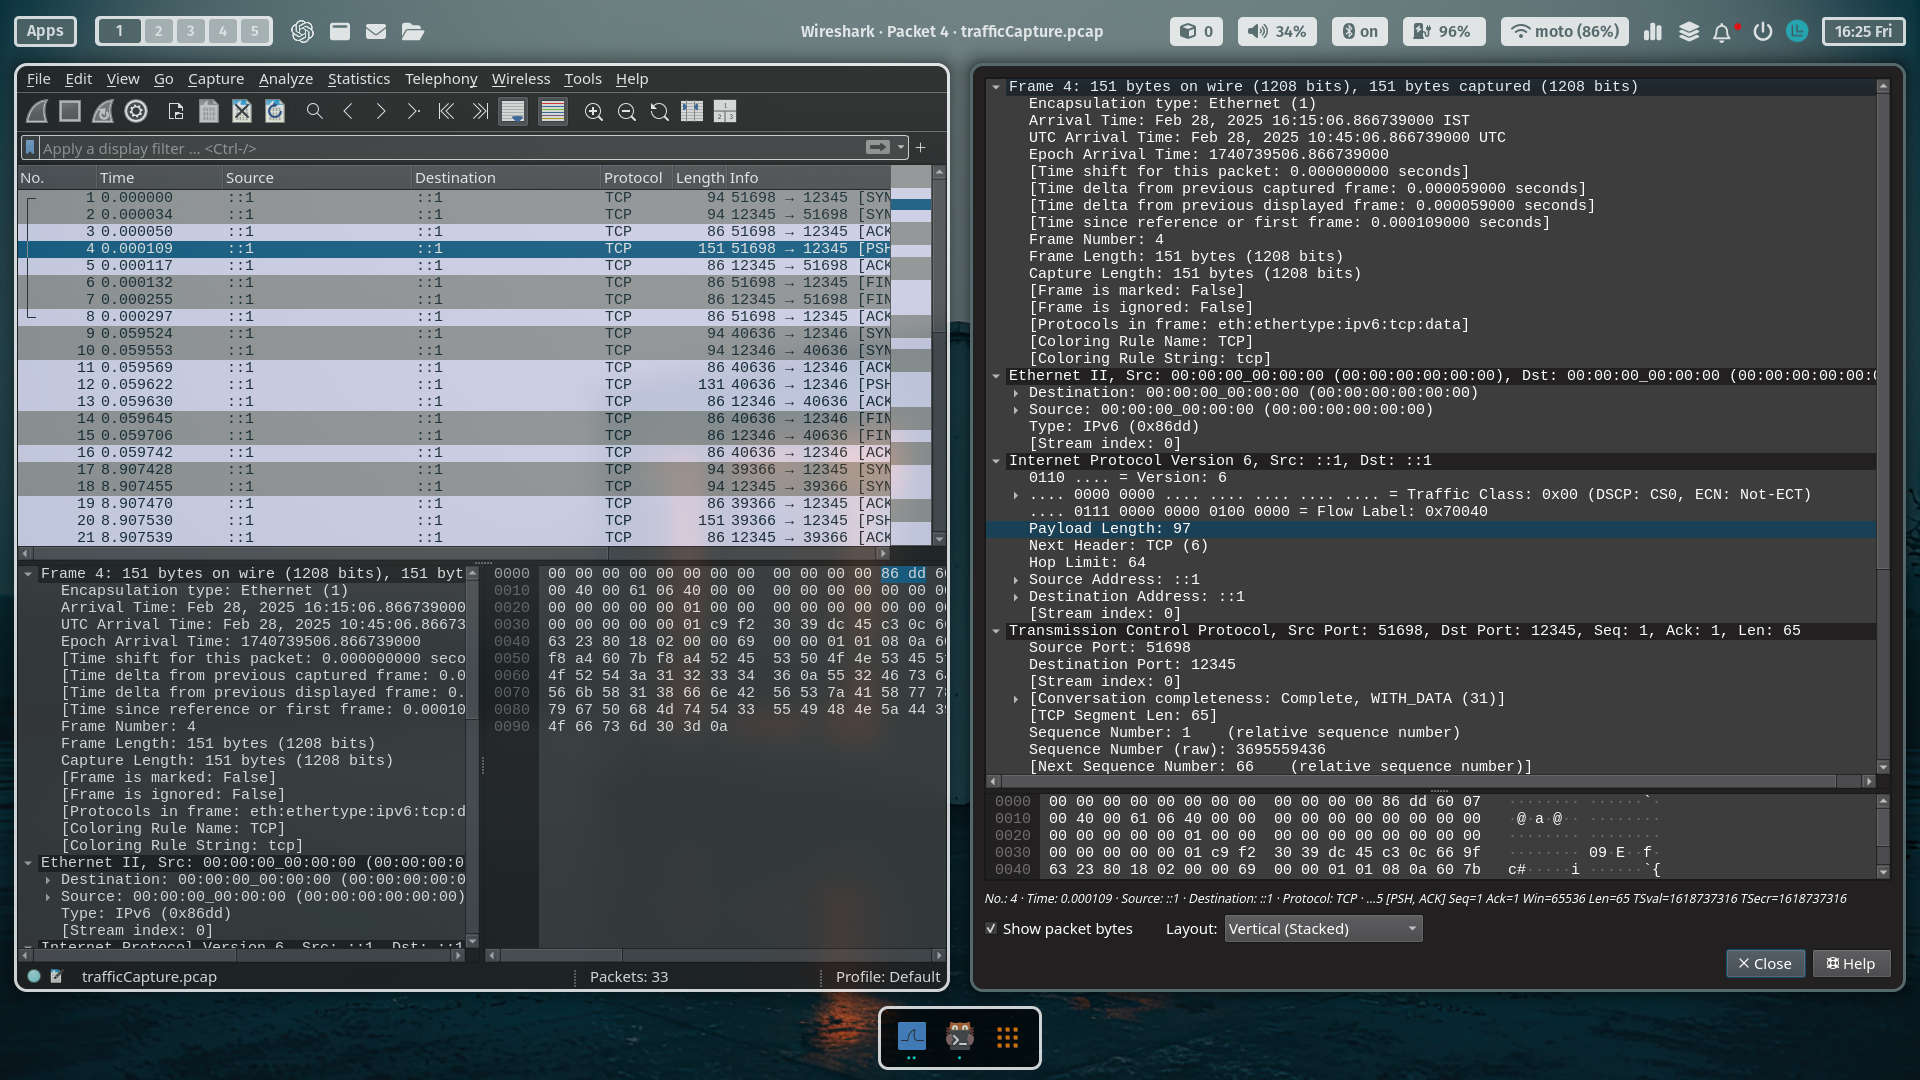 Apps
1 2 3 4 5
Wireshark · Packet 4 · trafficCapture.pcap
0
34%
on
96%
moto (86%)
16:25 Fri
File Edit View Go Capture Analyze Statistics Telephony Wireless Tools Help
Apply a display filter ... <Ctrl-/>
+
No. Time Source Destination Protocol Length Info
1 0.000000 ::1 ::1 TCP 94 51698 → 12345 [SYN
2 0.000034 ::1 ::1 TCP 94 12345 → 51698 [SYN
3 0.000050 ::1 ::1 TCP 86 51698 → 12345 [ACK
4 0.000109 ::1 ::1 TCP 151 51698 → 12345 [PSH
5 0.000117 ::1 ::1 TCP 86 12345 → 51698 [ACK
6 0.000132 ::1 ::1 TCP 86 51698 → 12345 [FIN
7 0.000255 ::1 ::1 TCP 86 12345 → 51698 [FIN
8 0.000297 ::1 ::1 TCP 86 51698 → 12345 [ACK
9 0.059524 ::1 ::1 TCP 94 40636 → 12346 [SYN
10 0.059553 ::1 ::1 TCP 94 12346 → 40636 [SYN
11 0.059569 ::1 ::1 TCP 86 40636 → 12346 [ACK
12 0.059622 ::1 ::1 TCP 131 40636 → 12346 [PSH
13 0.059630 ::1 ::1 TCP 86 12346 → 40636 [ACK
14 0.059645 ::1 ::1 TCP 86 40636 → 12346 [FIN
15 0.059706 ::1 ::1 TCP 86 12346 → 40636 [FIN
16 0.059742 ::1 ::1 TCP 86 40636 → 12346 [ACK
17 8.907428 ::1 ::1 TCP 94 39366 → 12345 [SYN
18 8.907455 ::1 ::1 TCP 94 12345 → 39366 [SYN
19 8.907470 ::1 ::1 TCP 86 39366 → 12345 [ACK
20 8.907530 ::1 ::1 TCP 151 39366 → 12345 [PSH
21 8.907539 ::1 ::1 TCP 86 12345 → 39366 [ACK
Frame 4: 151 bytes on wire (1208 bits), 151 byt
Encapsulation type: Ethernet (1)
Arrival Time: Feb 28, 2025 16:15:06.866739000
UTC Arrival Time: Feb 28, 2025 10:45:06.86673
Epoch Arrival Time: 1740739506.866739000
[Time shift for this packet: 0.000000000 seco
[Time delta from previous captured frame: 0.0
[Time delta from previous displayed frame: 0.
[Time since reference or first frame: 0.00010
Frame Number: 4
Frame Length: 151 bytes (1208 bits)
Capture Length: 151 bytes (1208 bits)
[Frame is marked: False]
[Frame is ignored: False]
[Protocols in frame: eth:ethertype:ipv6:tcp:d
[Coloring Rule Name: TCP]
[Coloring Rule String: tcp]
Ethernet II, Src: 00:00:00_00:00:00 (00:00:00:0
Destination: 00:00:00_00:00:00 (00:00:00:00:0
Source: 00:00:00_00:00:00 (00:00:00:00:00:00)
Type: IPv6 (0x86dd)
[Stream index: 0]
Internet Protocol Version 6, Src: ::1, Dst: ::1
0000 00 00 00 00 00 00 00 00 00 00 00 00 86 dd 6
0010 00 40 00 61 06 40 00 00 00 00 00 00 00 00 0
0020 00 00 00 00 00 01 00 00 00 00 00 00 00 00 0
0030 00 00 00 00 00 01 c9 f2 30 39 dc 45 c3 0c 6
0040 63 23 80 18 02 00 00 69 00 00 01 01 08 0a 6
0050 f8 a4 60 7b f8 a4 52 45 53 50 4f 4e 53 45 5
0060 4f 52 54 3a 31 32 33 34 36 0a 55 32 46 73 6
0070 56 6b 58 31 38 66 6e 42 56 53 7a 41 58 77 7
0080 79 67 50 68 4d 74 54 33 55 49 48 4e 5a 44 3
0090 4f 66 73 6d 30 3d 0a
trafficCapture.pcap
Packets: 33
Profile: Default
Frame 4: 151 bytes on wire (1208 bits), 151 bytes captured (1208 bits)
Encapsulation type: Ethernet (1)
Arrival Time: Feb 28, 2025 16:15:06.866739000 IST
UTC Arrival Time: Feb 28, 2025 10:45:06.866739000 UTC
Epoch Arrival Time: 1740739506.866739000
[Time shift for this packet: 0.000000000 seconds]
[Time delta from previous captured frame: 0.000059000 seconds]
[Time delta from previous displayed frame: 0.000059000 seconds]
[Time since reference or first frame: 0.000109000 seconds]
Frame Number: 4
Frame Length: 151 bytes (1208 bits)
Capture Length: 151 bytes (1208 bits)
[Frame is marked: False]
[Frame is ignored: False]
[Protocols in frame: eth:ethertype:ipv6:tcp:data]
[Coloring Rule Name: TCP]
[Coloring Rule String: tcp]
Ethernet II, Src: 00:00:00_00:00:00 (00:00:00:00:00:00), Dst: 00:00:00_00:00:00 (00:00:00:00:00:0
Destination: 00:00:00_00:00:00 (00:00:00:00:00:00)
Source: 00:00:00_00:00:00 (00:00:00:00:00:00)
Type: IPv6 (0x86dd)
[Stream index: 0]
Internet Protocol Version 6, Src: ::1, Dst: ::1
0110 .... = Version: 6
.... 0000 0000 .... .... .... .... .... = Traffic Class: 0x00 (DSCP: CS0, ECN: Not-ECT)
.... 0111 0000 0000 0100 0000 = Flow Label: 0x70040
Payload Length: 97
Next Header: TCP (6)
Hop Limit: 64
Source Address: ::1
Destination Address: ::1
[Stream index: 0]
Transmission Control Protocol, Src Port: 51698, Dst Port: 12345, Seq: 1, Ack: 1, Len: 65
Source Port: 51698
Destination Port: 12345
[Stream index: 0]
[Conversation completeness: Complete, WITH_DATA (31)]
[TCP Segment Len: 65]
Sequence Number: 1 (relative sequence number)
Sequence Number (raw): 3695559436
[Next Sequence Number: 66 (relative sequence number)]
0000 00 00 00 00 00 00 00 00 00 00 00 00 86 dd 60 07 ········ ······`·
0010 00 40 00 61 06 40 00 00 00 00 00 00 00 00 00 00 ·@·a·@·· ········
0020 00 00 00 00 00 01 00 00 00 00 00 00 00 00 00 00 ········ ········
0030 00 00 00 00 00 01 c9 f2 30 39 dc 45 c3 0c 66 9f ········ 09·E··f·
0040 63 23 80 18 02 00 00 69 00 00 01 01 08 0a 60 7b c#·····i ······`{
No.: 4 · Time: 0.000109 · Source: ::1 · Destination: ::1 · Protocol: TCP · ...5 [PSH, ACK] Seq=1 Ack=1 Win=65536 Len=65 TSval=1618737316 TSecr=1618737316
Show packet bytes
Layout: Vertical (Stacked)
Close
Help